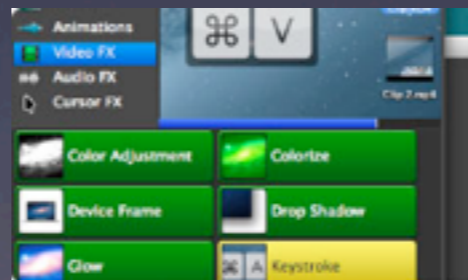 Animations
Video FX
Audio FX
Cursor FX
⌘ V
Clip 2.mp4
Color Adjustment
Colorize
Device Frame
Drop Shadow
Glow
⌘ A Keystroke